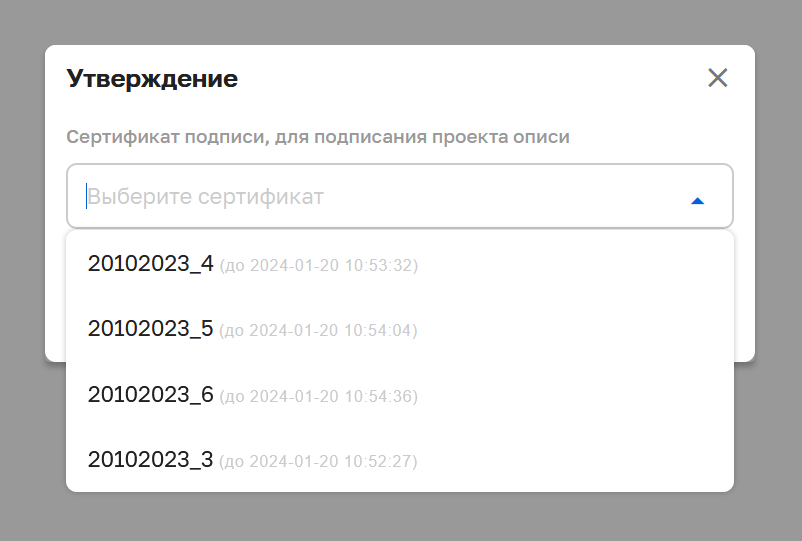 Утверждение
Сертификат подписи, для подписания проекта описи
Выберите сертификат
20102023_4 (до 2024-01-20 10:53:32)
20102023_5 (до 2024-01-20 10:54:04)
20102023_6 (до 2024-01-20 10:54:36)
20102023_3 (до 2024-01-20 10:52:27)